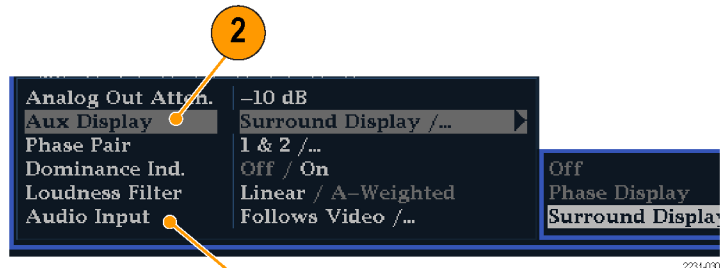 2
Analog Out Atten. –10 dB
Aux Display Surround Display /...
Phase Pair 1 & 2 /...
Dominance Ind. Off / On
Off
Loudness Filter Linear / A–Weighted
Phase Display
Audio Input Follows Video /...
Surround Display